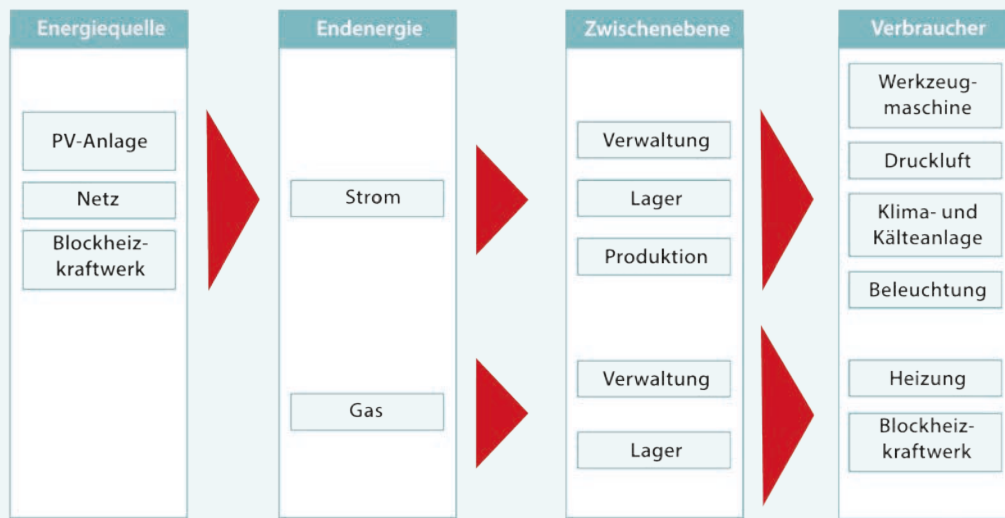 Energiequelle
PV-Anlage
Netz
Blockheiz-
kraftwerk
Endenergie
Strom
Gas
Zwischenebene
Verwaltung
Lager
Produktion
Verwaltung
Lager
Verbraucher
Werkzeug-
maschine
Druckluft
Klima- und
Kälteanlage
Beleuchtung
Heizung
Blockheiz-
kraftwerk